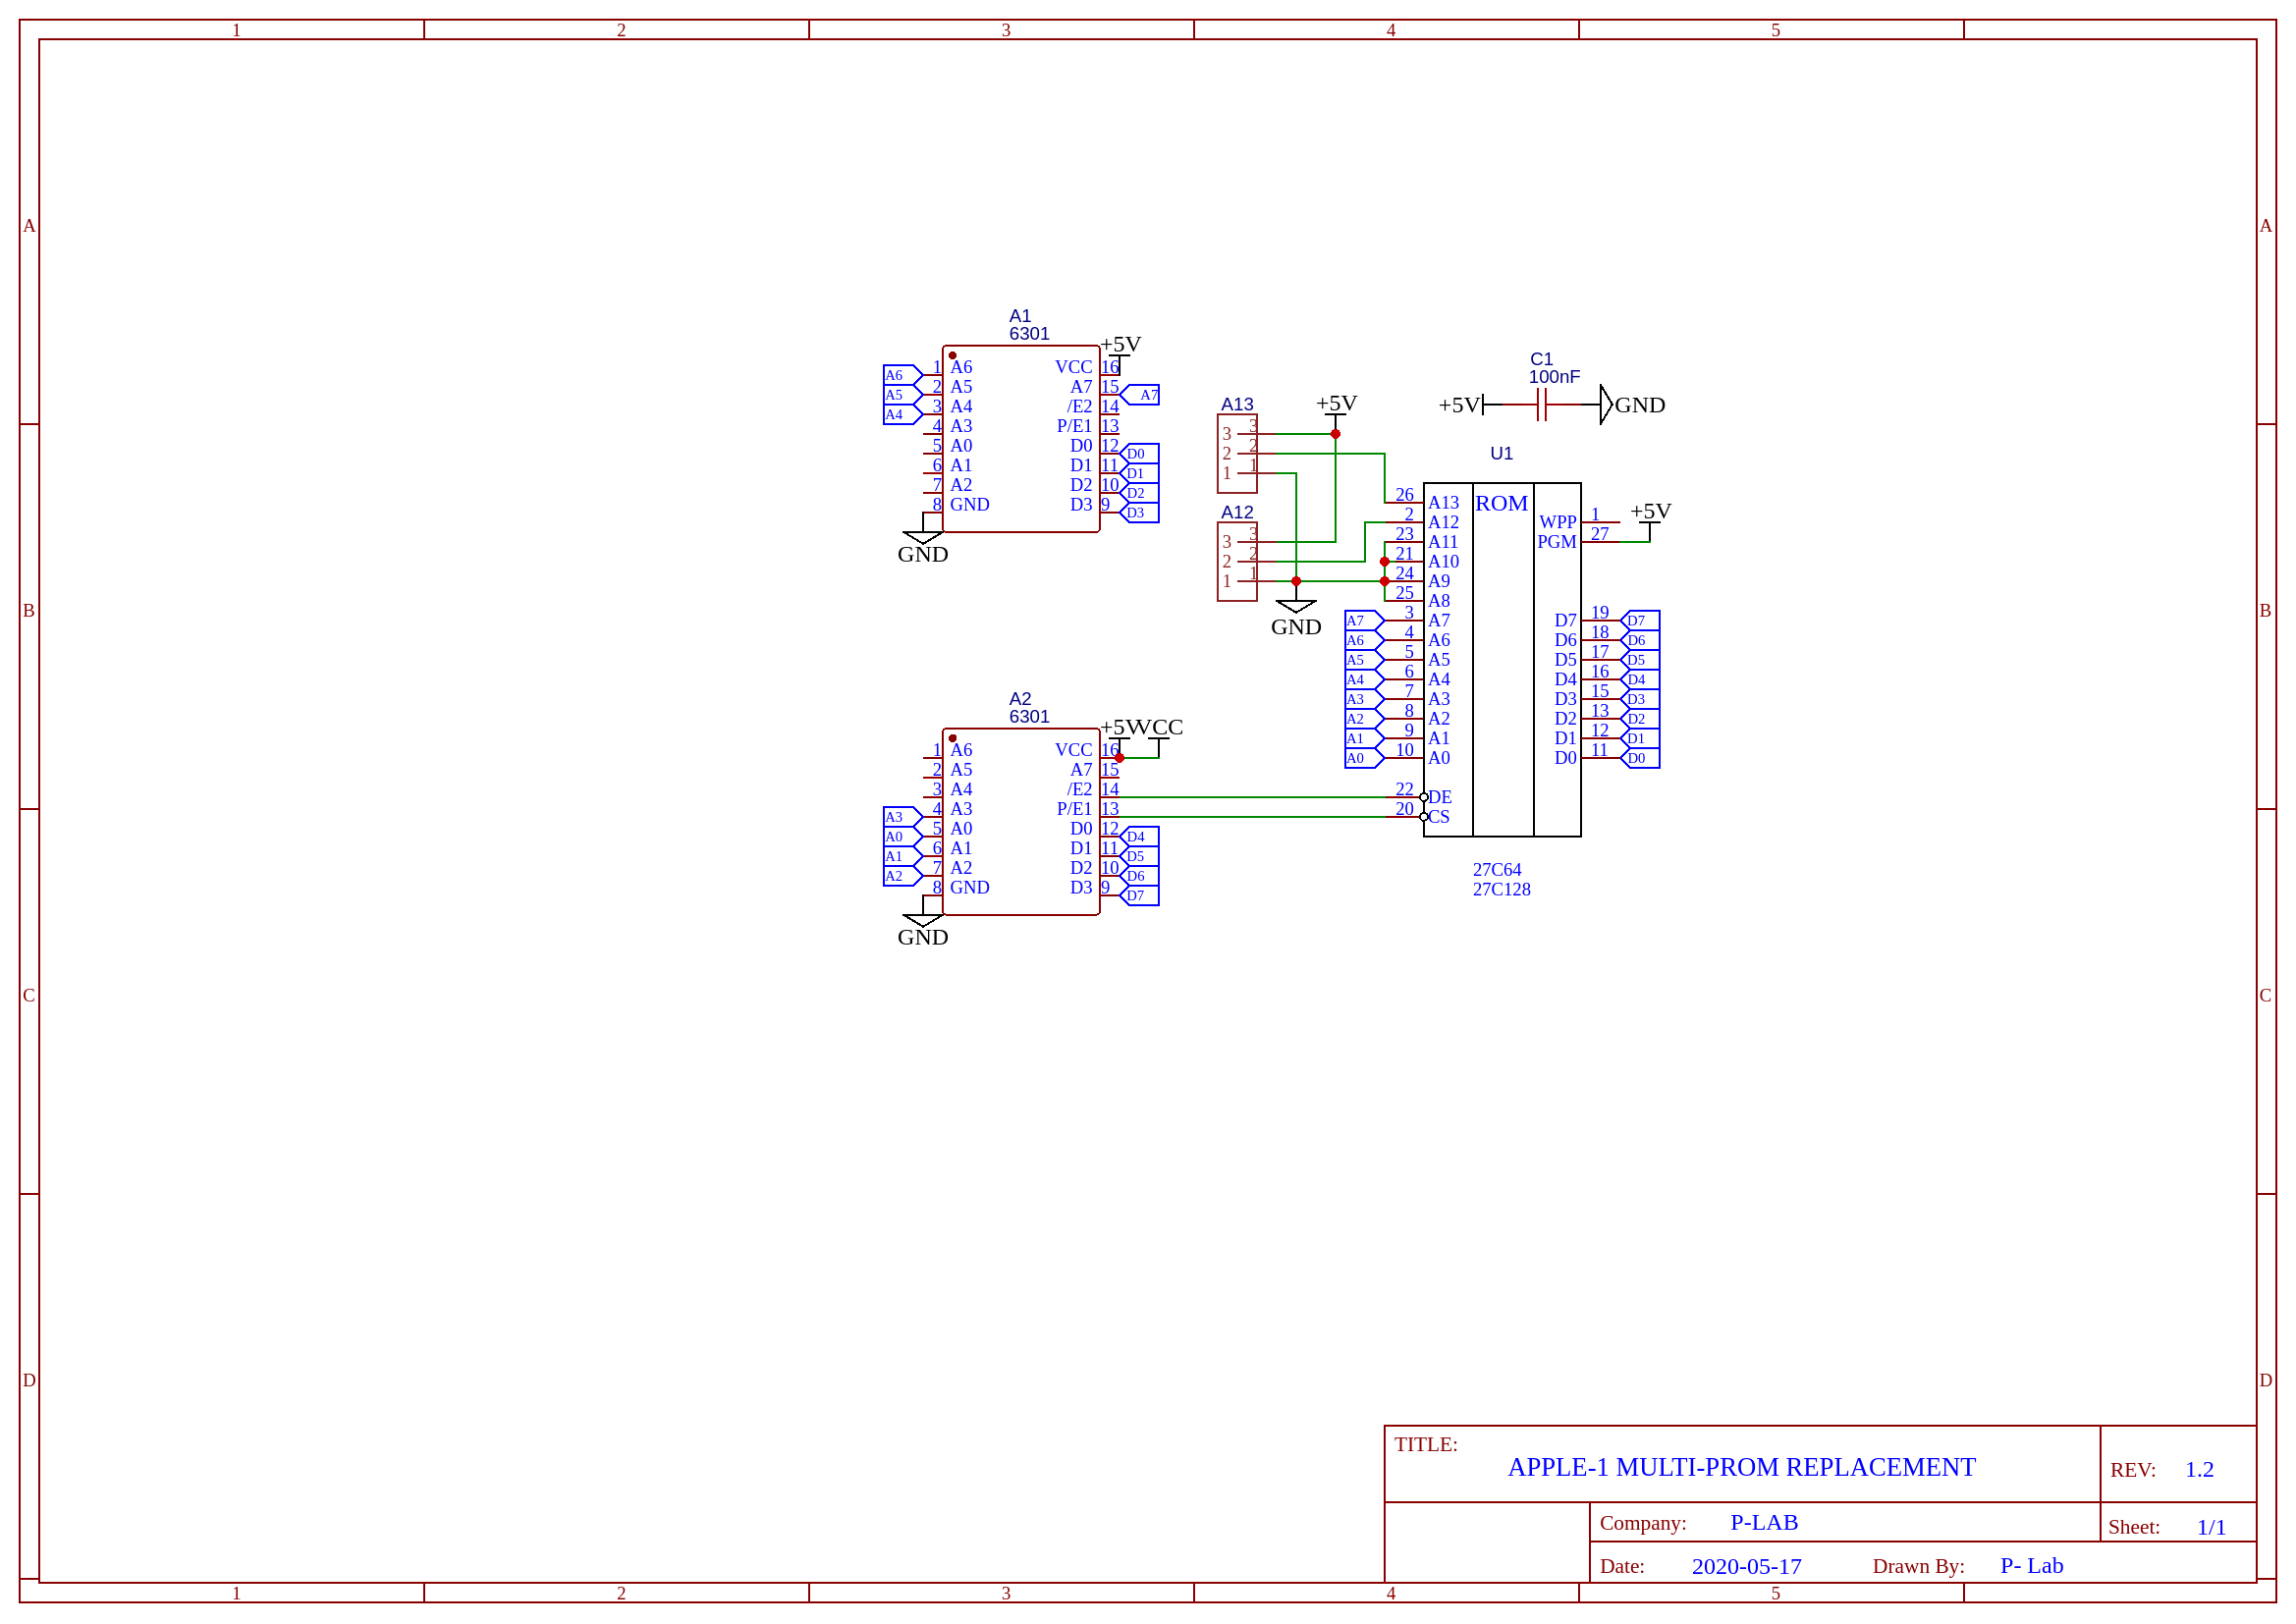 1 2 3 4 5
A A
B B
C C
D D
A1
6301
+5V
A6 1 A6 VCC 16
A5 2 A5 A7 15 A7
A4 3 A4 /E2 14
4 A3 P/E1 13
5 A0 D0 12 D0
6 A1 D1 11 D1
7 A2 D2 10 D2
8 GND D3 9 D3
GND
A13
3 3
2 2
1 1
+5V
A12
3 3
2 2
1 1
GND
C1
100nF
+5V GND
U1
ROM
26 A13
2 A12 WPP 1
23 A11 PGM 27 +5V
21 A10
24 A9
25 A8
A7 3 A7 D7 19 D7
A6 4 A6 D6 18 D6
A5 5 A5 D5 17 D5
A4 6 A4 D4 16 D4
A3 7 A3 D3 15 D3
A2 8 A2 D2 13 D2
A1 9 A1 D1 12 D1
A0 10 A0 D0 11 D0
22 DE
20 CS
27C64
27C128
A2
6301
+5V VCC
1 A6 VCC 16
2 A5 A7 15
3 A4 /E2 14
A3 4 A3 P/E1 13
A0 5 A0 D0 12 D4
A1 6 A1 D1 11 D5
A2 7 A2 D2 10 D6
8 GND D3 9 D7
GND
TITLE:
APPLE-1 MULTI-PROM REPLACEMENT
REV: 1.2
Company: P-LAB
Sheet: 1/1
Date: 2020-05-17 Drawn By: P- Lab
1 2 3 4 5